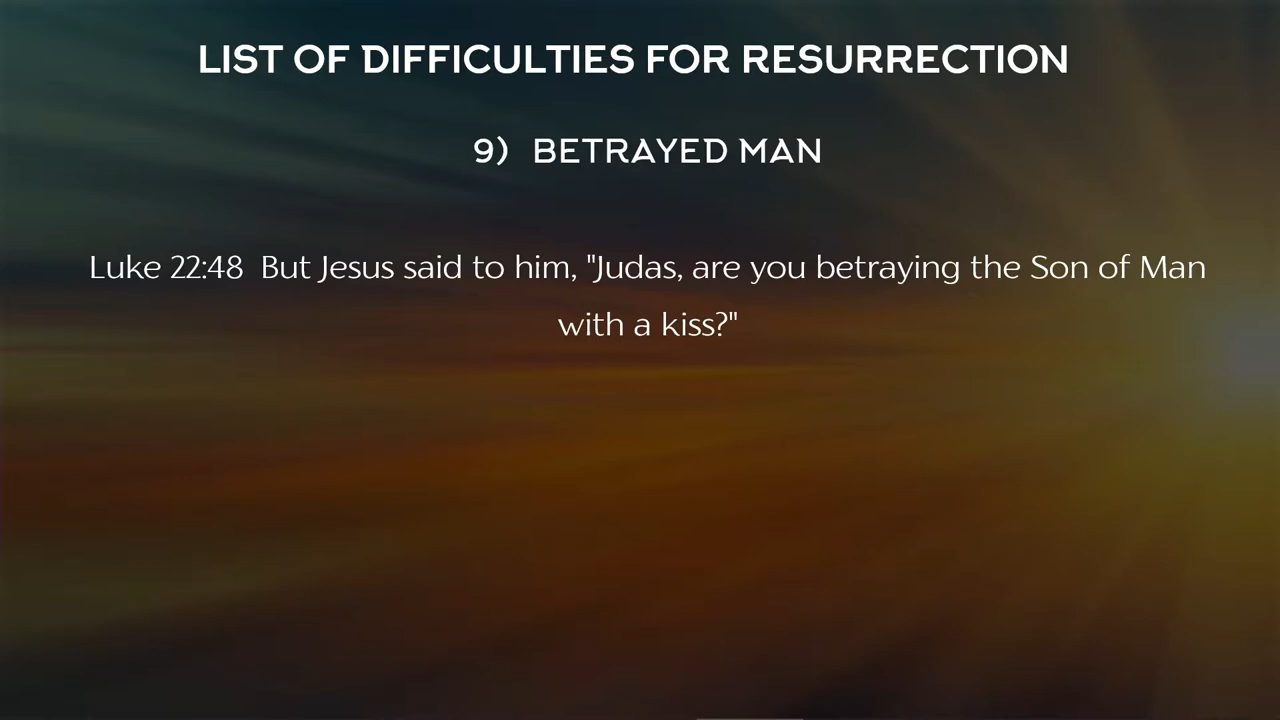 LIST OF DIFFICULTIES FOR RESURRECTION
9) BETRAYED MAN
Luke 22:48 But Jesus said to him, "Judas, are you betraying the Son of Man
with a kiss?"